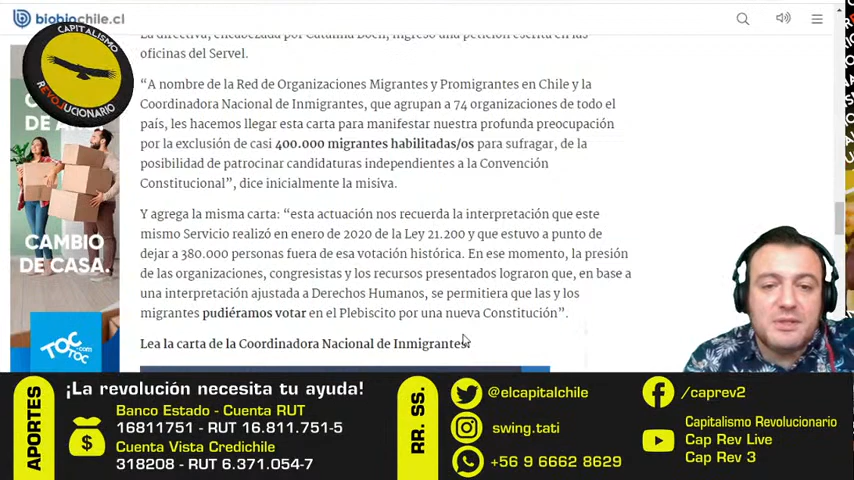 biobiochile.cl
CAPITALISMO
REVOLUCIONARIO
La directiva, encabezada por Catalina Bosch, ingresó una petición escrita en las
oficinas del Servel.
“A nombre de la Red de Organizaciones Migrantes y Promigrantes en Chile y la
Coordinadora Nacional de Inmigrantes, que agrupan a 74 organizaciones de todo el
país, les hacemos llegar esta carta para manifestar nuestra profunda preocupación
por la exclusión de casi 400.000 migrantes habilitadas/os para sufragar, de la
posibilidad de patrocinar candidaturas independientes a la Convención
Constitucional”, dice inicialmente la misiva.
Y agrega la misma carta: “esta actuación nos recuerda la interpretación que este
mismo Servicio realizó en enero de 2020 de la Ley 21.200 y que estuvo a punto de
dejar a 380.000 personas fuera de esa votación histórica. En ese momento, la presión
de las organizaciones, congresistas y los recursos presentados lograron que, en base a
una interpretación ajustada a Derechos Humanos, se permitiera que las y los
migrantes pudiéramos votar en el Plebiscito por una nueva Constitución”.
Lea la carta de la Coordinadora Nacional de Inmigrantes:
CAMBIO
DE CASA.
TOC
TOC.com
APORTES
¡La revolución necesita tu ayuda!
Banco Estado - Cuenta RUT
16811751 - RUT 16.811.751-5
Cuenta Vista Credichile
318208 - RUT 6.371.054-7
RR. SS.
@elcapitalchile
swing.tati
+56 9 6662 8629
/caprev2
Capitalismo Revolucionario
Cap Rev Live
Cap Rev 3